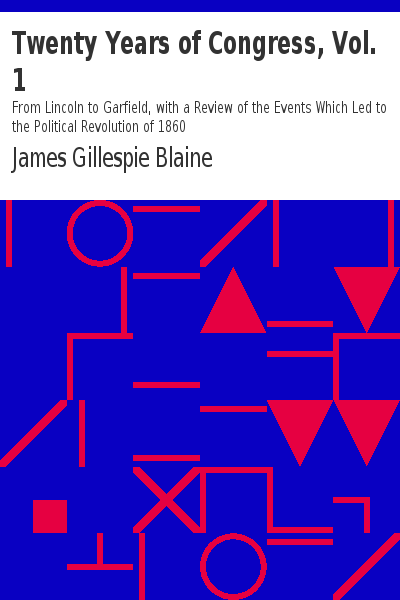 Twenty Years of Congress, Vol.
1
From Lincoln to Garfield, with a Review of the Events Which Led to
the Political Revolution of 1860
James Gillespie Blaine